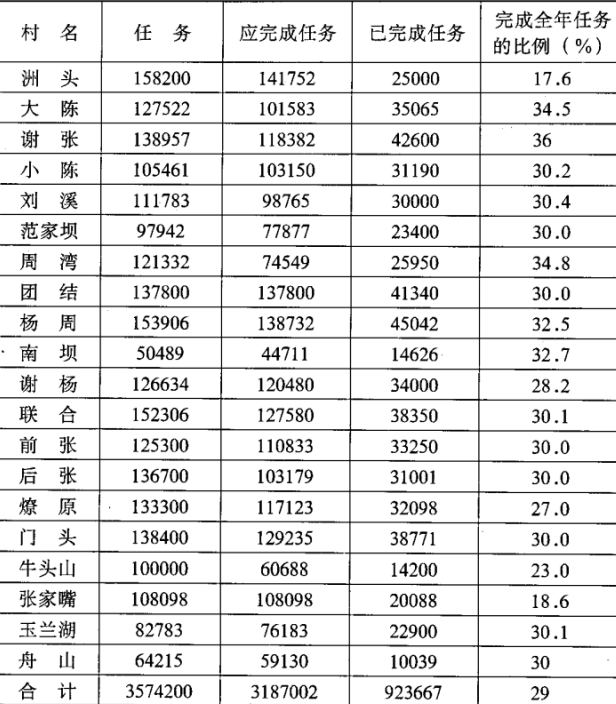 村 名 任 务 应完成任务 已完成任务 完成全年任务的比例（%）
洲 头 158200 141752 25000 17.6
大 陈 127522 101583 35065 34.5
谢 张 138957 118382 42600 36
小 陈 105461 103150 31190 30.2
刘 溪 111783 98765 30000 30.4
范家坝 97942 77877 23400 30.0
周 湾 121332 74549 25950 34.8
团 结 137800 137800 41340 30.0
杨 周 153906 138732 45042 32.5
南 坝 50489 44711 14626 32.7
谢 杨 126634 120480 34000 28.2
联 合 152306 127580 38350 30.1
前 张 125300 110833 33250 30.0
后 张 136700 103179 31001 30.0
燎 原 133300 117123 32098 27.0
门 头 138400 129235 38771 30.0
牛头山 100000 60688 14200 23.0
张家嘴 108098 108098 20088 18.6
玉兰湖 82783 76183 22900 30.1
舟 山 64215 59130 10039 30
合 计 3574200 3187002 923667 29